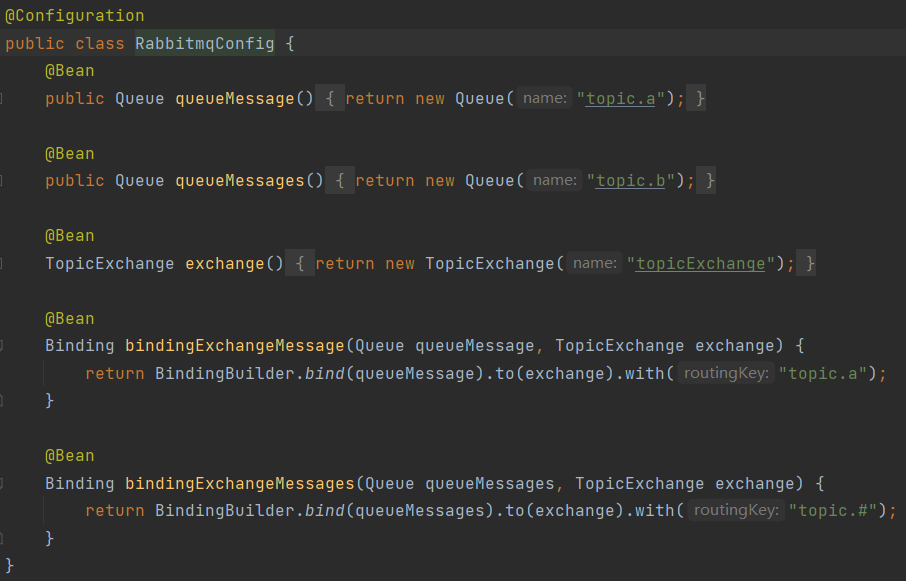 @Configuration
public class RabbitmqConfig {
@Bean
public Queue queueMessage() { return new Queue( name: "topic.a"); }
@Bean
public Queue queueMessages() { return new Queue( name: "topic.b"); }
@Bean
TopicExchange exchange() { return new TopicExchange( name: "topicExchange"); }
@Bean
Binding bindingExchangeMessage(Queue queueMessage, TopicExchange exchange) {
return BindingBuilder.bind(queueMessage).to(exchange).with( routingKey: "topic.a");
}
@Bean
Binding bindingExchangeMessages(Queue queueMessages, TopicExchange exchange) {
return BindingBuilder.bind(queueMessages).to(exchange).with( routingKey: "topic.#");
}
}